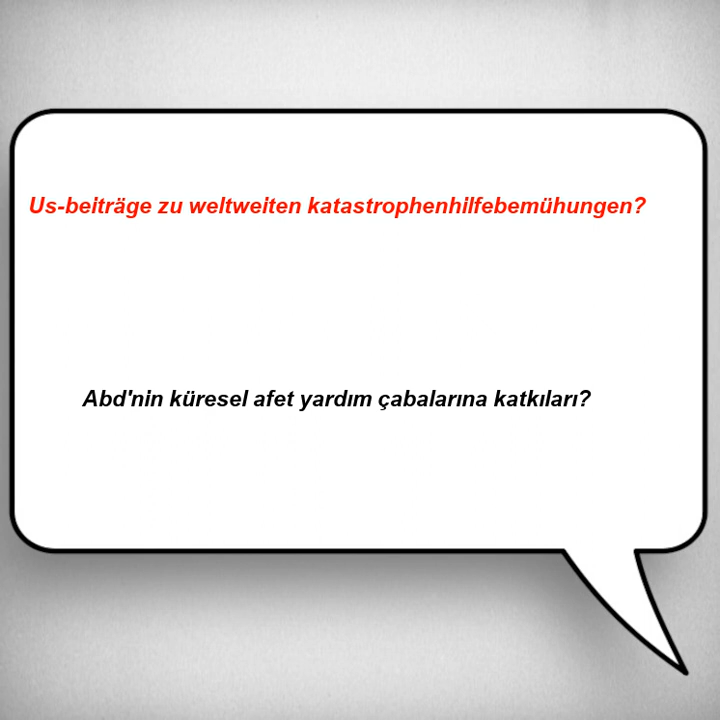 Us-beiträge zu weltweiten katastrophenhilfebemühungen?
Abd'nin küresel afet yardım çabalarına katkıları?